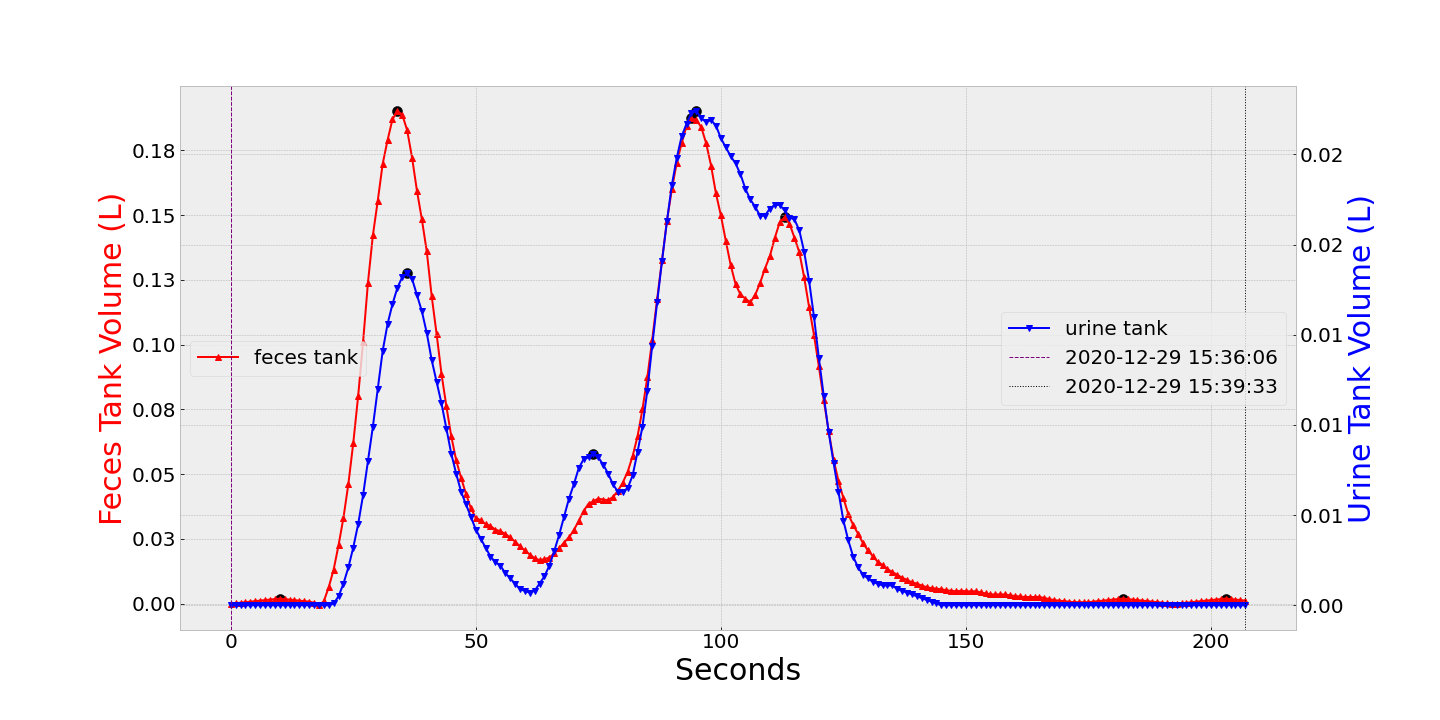 Feces Tank Volume (L)
0.18
0.15
0.13
0.10
0.08
0.05
0.03
0.00
feces tank
urine tank
2020-12-29 15:36:06
2020-12-29 15:39:33
0.02
0.02
0.01
0.01
0.01
0.00
Urine Tank Volume (L)
0 50 100 150 200
Seconds